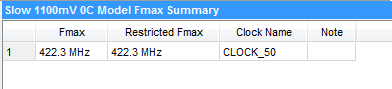 Slow 1100mV 0C Model Fmax Summary
Fmax Restricted Fmax Clock Name Note
1 422.3 MHz 422.3 MHz CLOCK_50